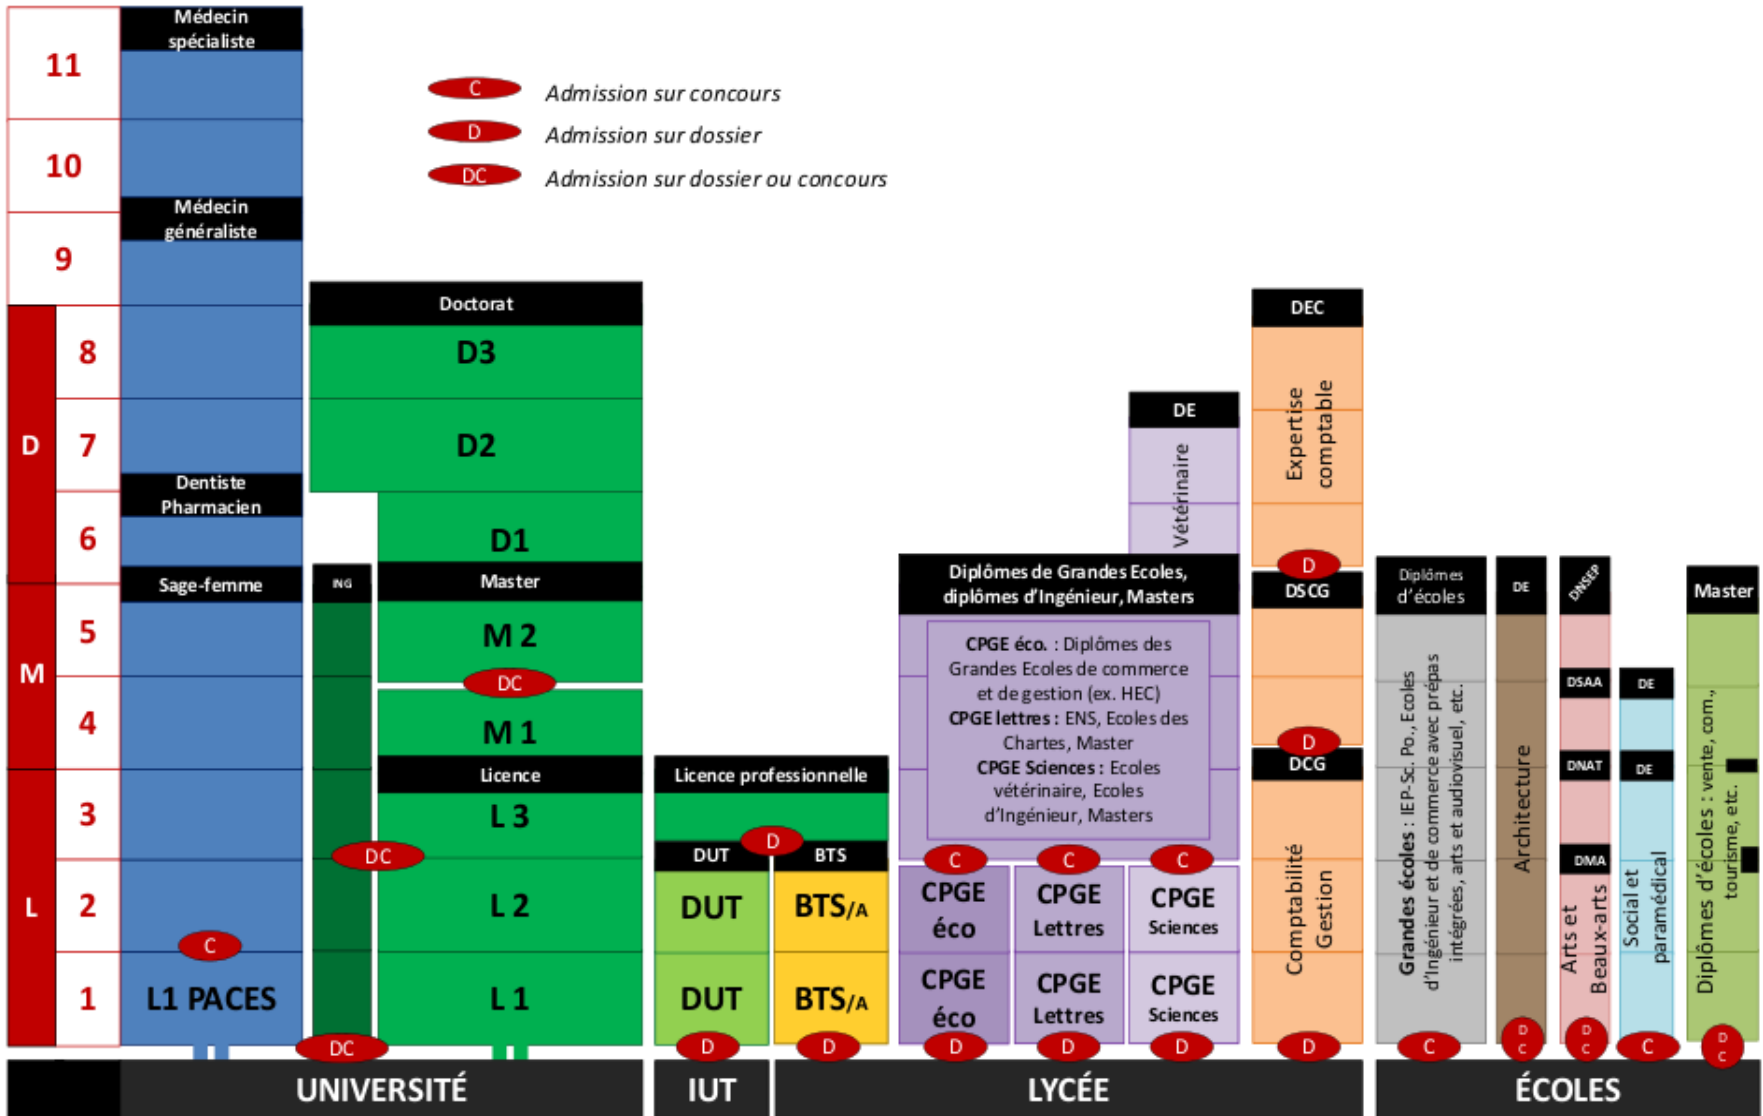 Médecin
spécialiste
11
C
Admission sur concours
D
Admission sur dossier
DC
Admission sur dossier ou concours
10
Médecin
généraliste
9
Doctorat
DEC
D
8
D3
7
D2
DE
Vétérinaire
Expertise
comptable
Dentiste
Pharmacien
6
D1
D
Sage-femme
ING
Master
Diplômes de Grandes Ecoles,
diplômes d'Ingénieur, Masters
DSCG
Diplômes
d'écoles
DE
DNSEP
Master
M
5
M 2
CPGE éco. : Diplômes des
Grandes Ecoles de commerce
et de gestion (ex. HEC)
CPGE lettres : ENS, Ecoles des
Chartes, Master
CPGE Sciences : Ecoles
vétérinaire, Ecoles
d'Ingénieur, Masters
DC
DSAA
DE
4
M 1
D
Licence
Licence professionnelle
DCG
DNAT
DE
L
3
L 3
DC
D
DUT
BTS
C
C
C
DMA
2
L 2
DUT
BTS/A
CPGE
éco
CPGE
Lettres
CPGE
Sciences
Comptabilité
Gestion
Grandes écoles : IEP-Sc. Po., Ecoles
d'Ingénieur et de commerce avec prépas
intégrées, arts et audiovisuel, etc.
Architecture
Arts et
Beaux-arts
Social et
paramédical
Diplômes d'écoles : vente, com.,
tourisme, etc.
C
1
L1 PACES
L 1
DUT
BTS/A
CPGE
éco
CPGE
Lettres
CPGE
Sciences
DC
D
D
D
D
D
D
C
D
C
D
C
C
D
C
UNIVERSITÉ
IUT
LYCÉE
ÉCOLES